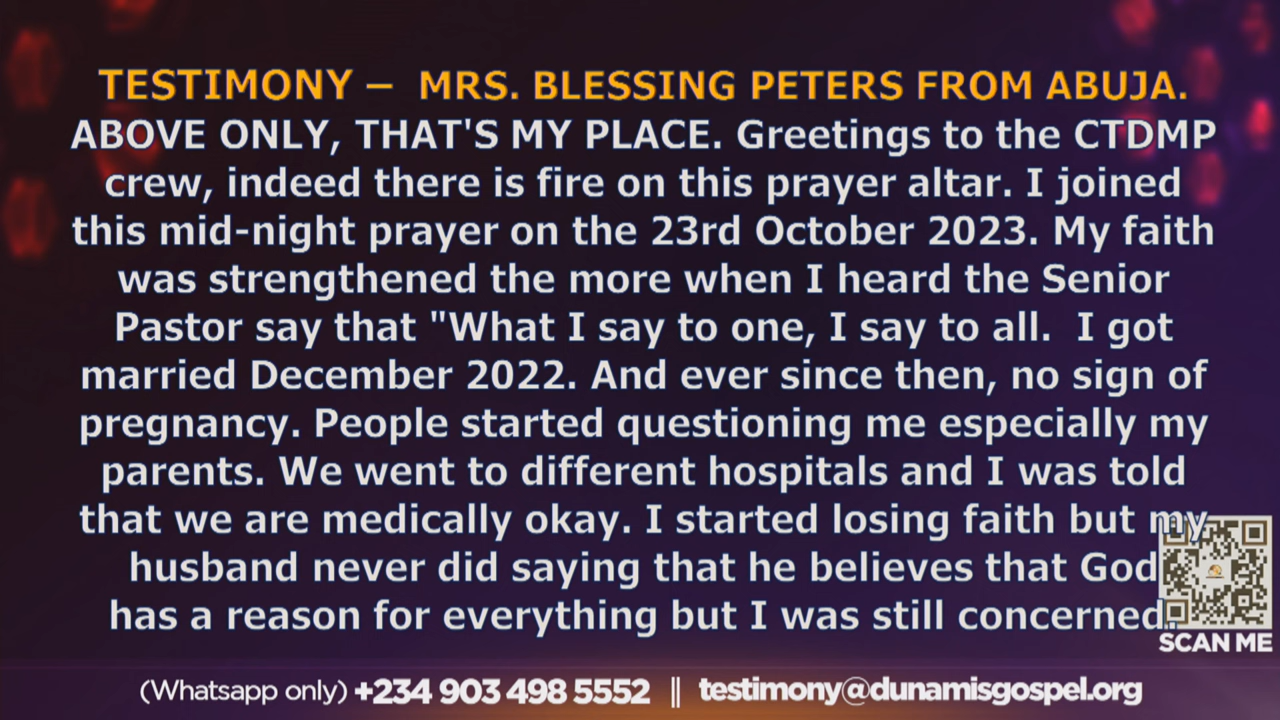 TESTIMONY – MRS. BLESSING PETERS FROM ABUJA.
ABOVE ONLY, THAT'S MY PLACE. Greetings to the CTDMP
crew, indeed there is fire on this prayer altar. I joined
this mid-night prayer on the 23rd October 2023. My faith
was strengthened the more when I heard the Senior
Pastor say that "What I say to one, I say to all.  I got
married December 2022. And ever since then, no sign of
pregnancy. People started questioning me especially my
parents. We went to different hospitals and I was told
that we are medically okay. I started losing faith but my
husband never did saying that he believes that God
has a reason for everything but I was still concerned.
SCAN ME
(Whatsapp only) +234 903 498 5552 || testimony@dunamisgospel.org